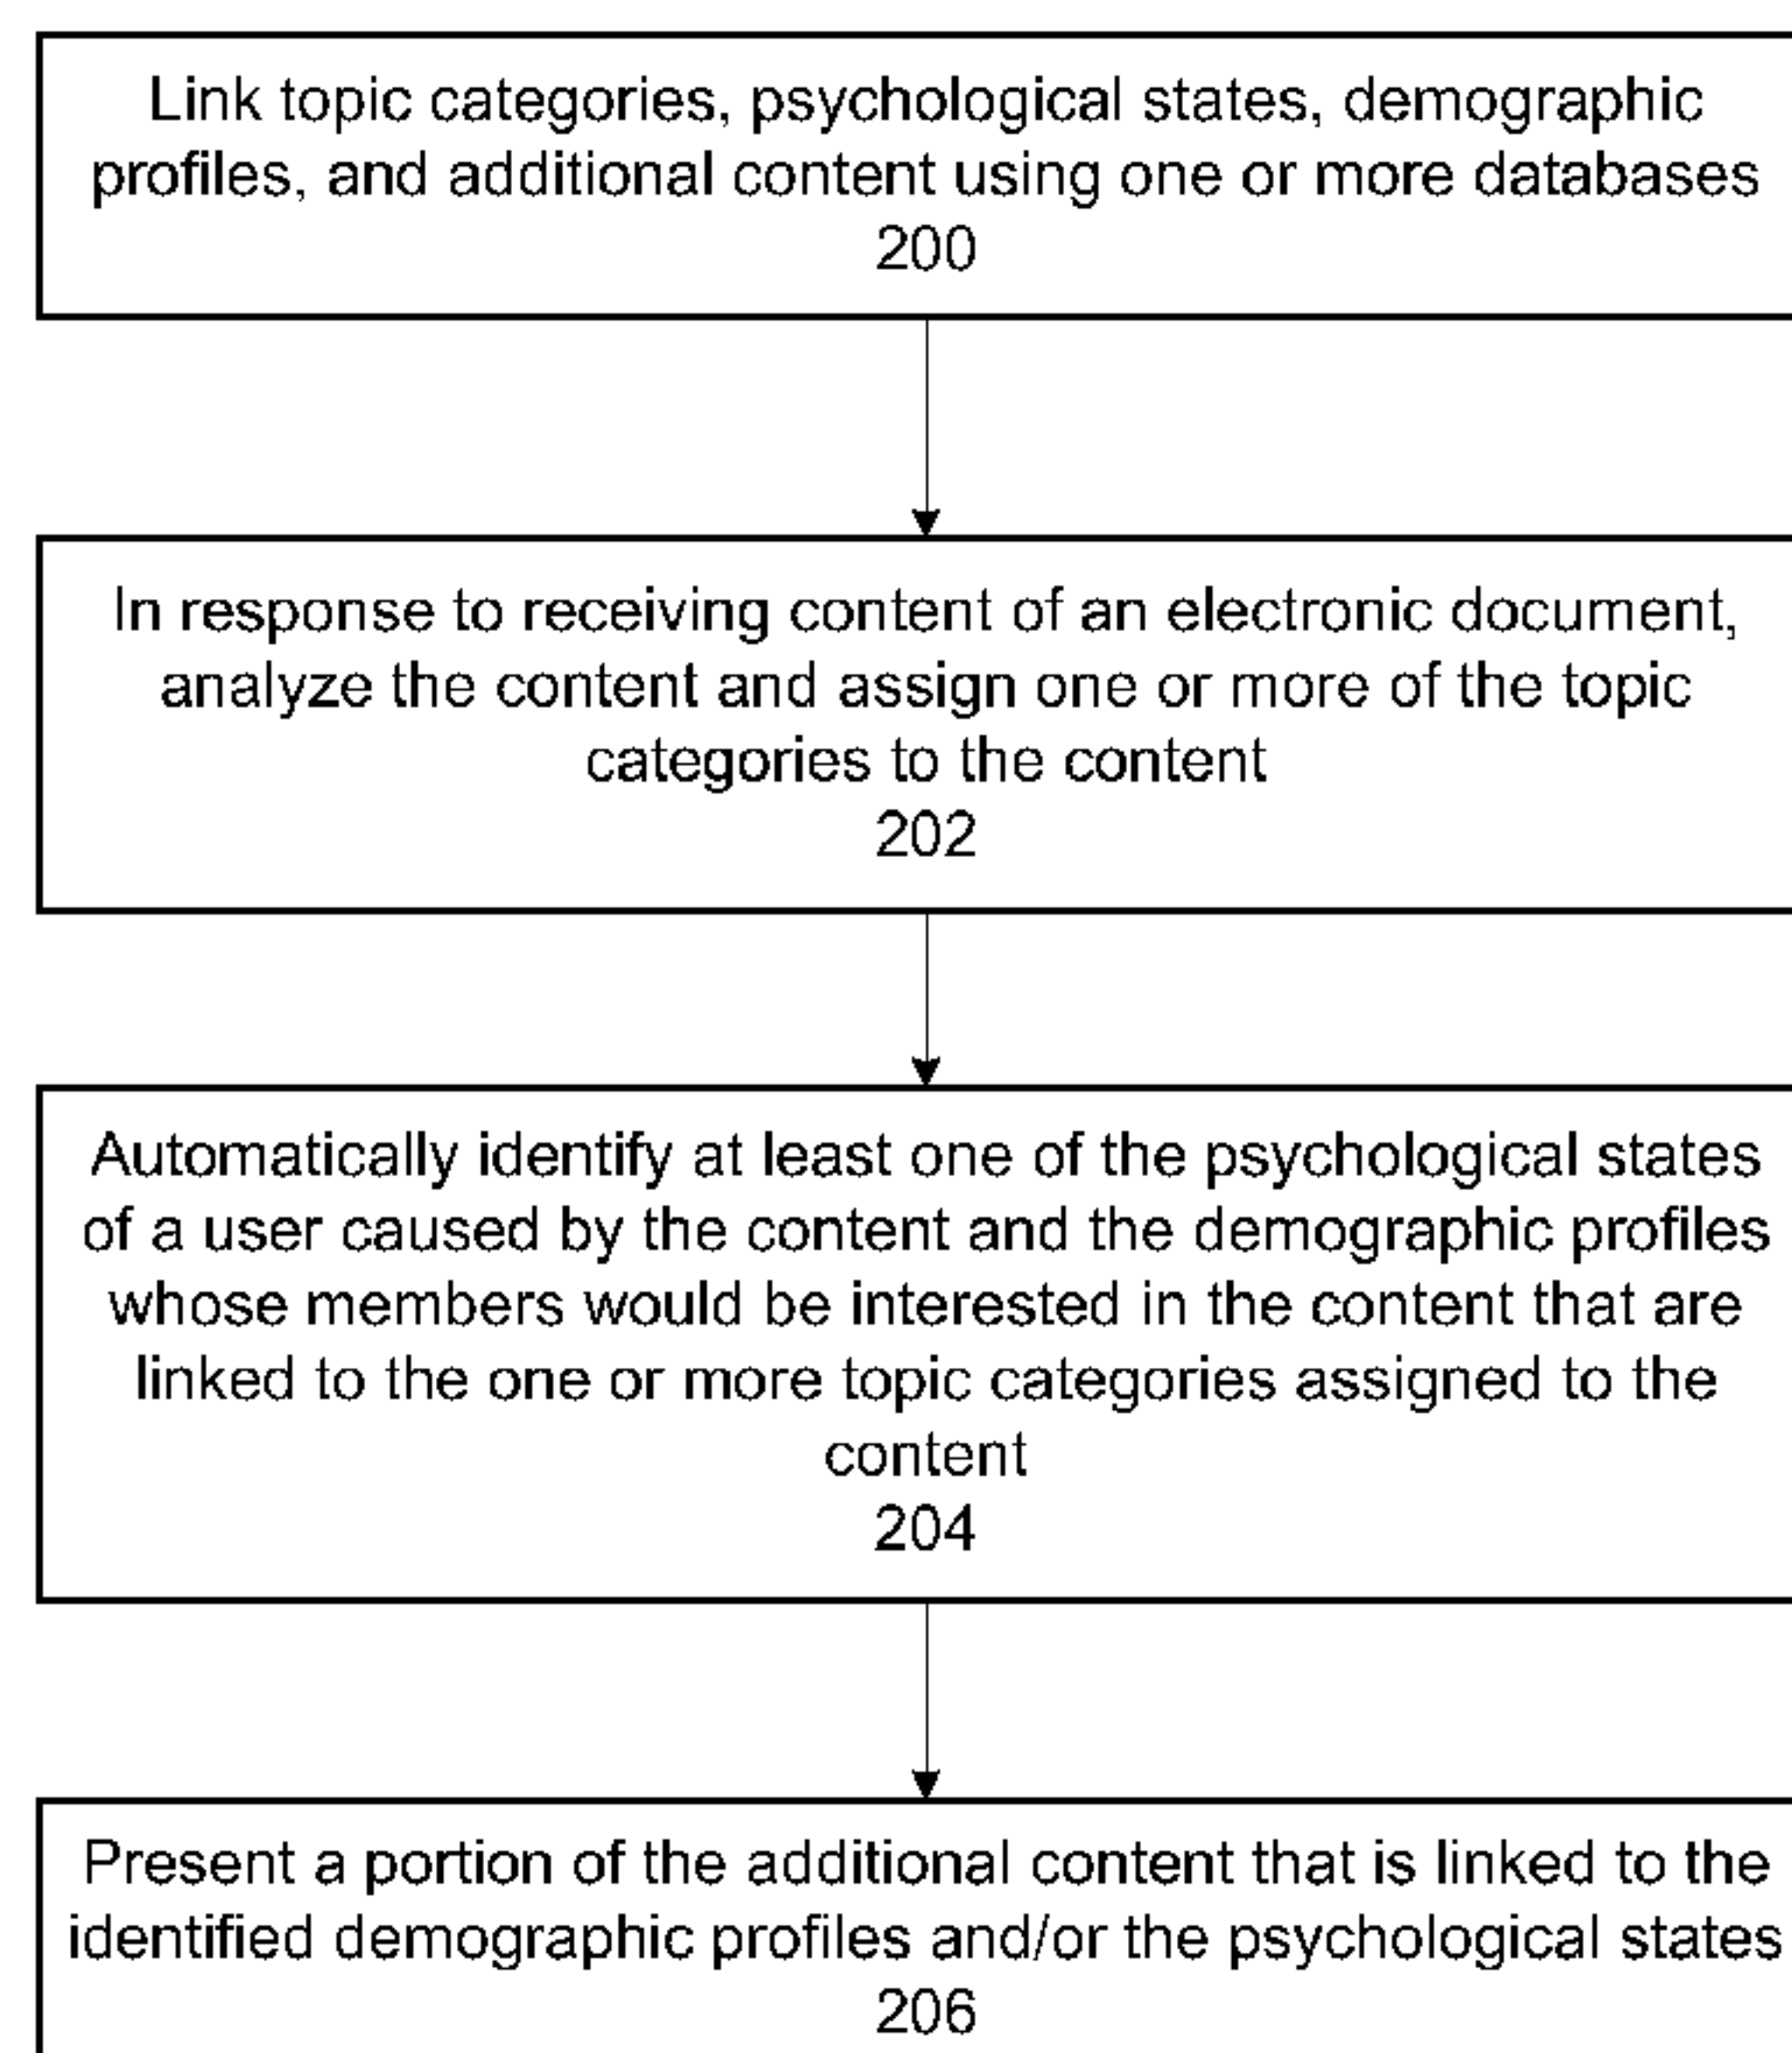 Link topic categories, psychological states, demographic
profiles, and additional content using one or more databases
200
In response to receiving content of an electronic document,
analyze the content and assign one or more of the topic
categories to the content
202
Automatically identify at least one of the psychological states
of a user caused by the content and the demographic profiles
whose members would be interested in the content that are
linked to the one or more topic categories assigned to the
content
204
Present a portion of the additional content that is linked to the
identified demographic profiles and/or the psychological states
206